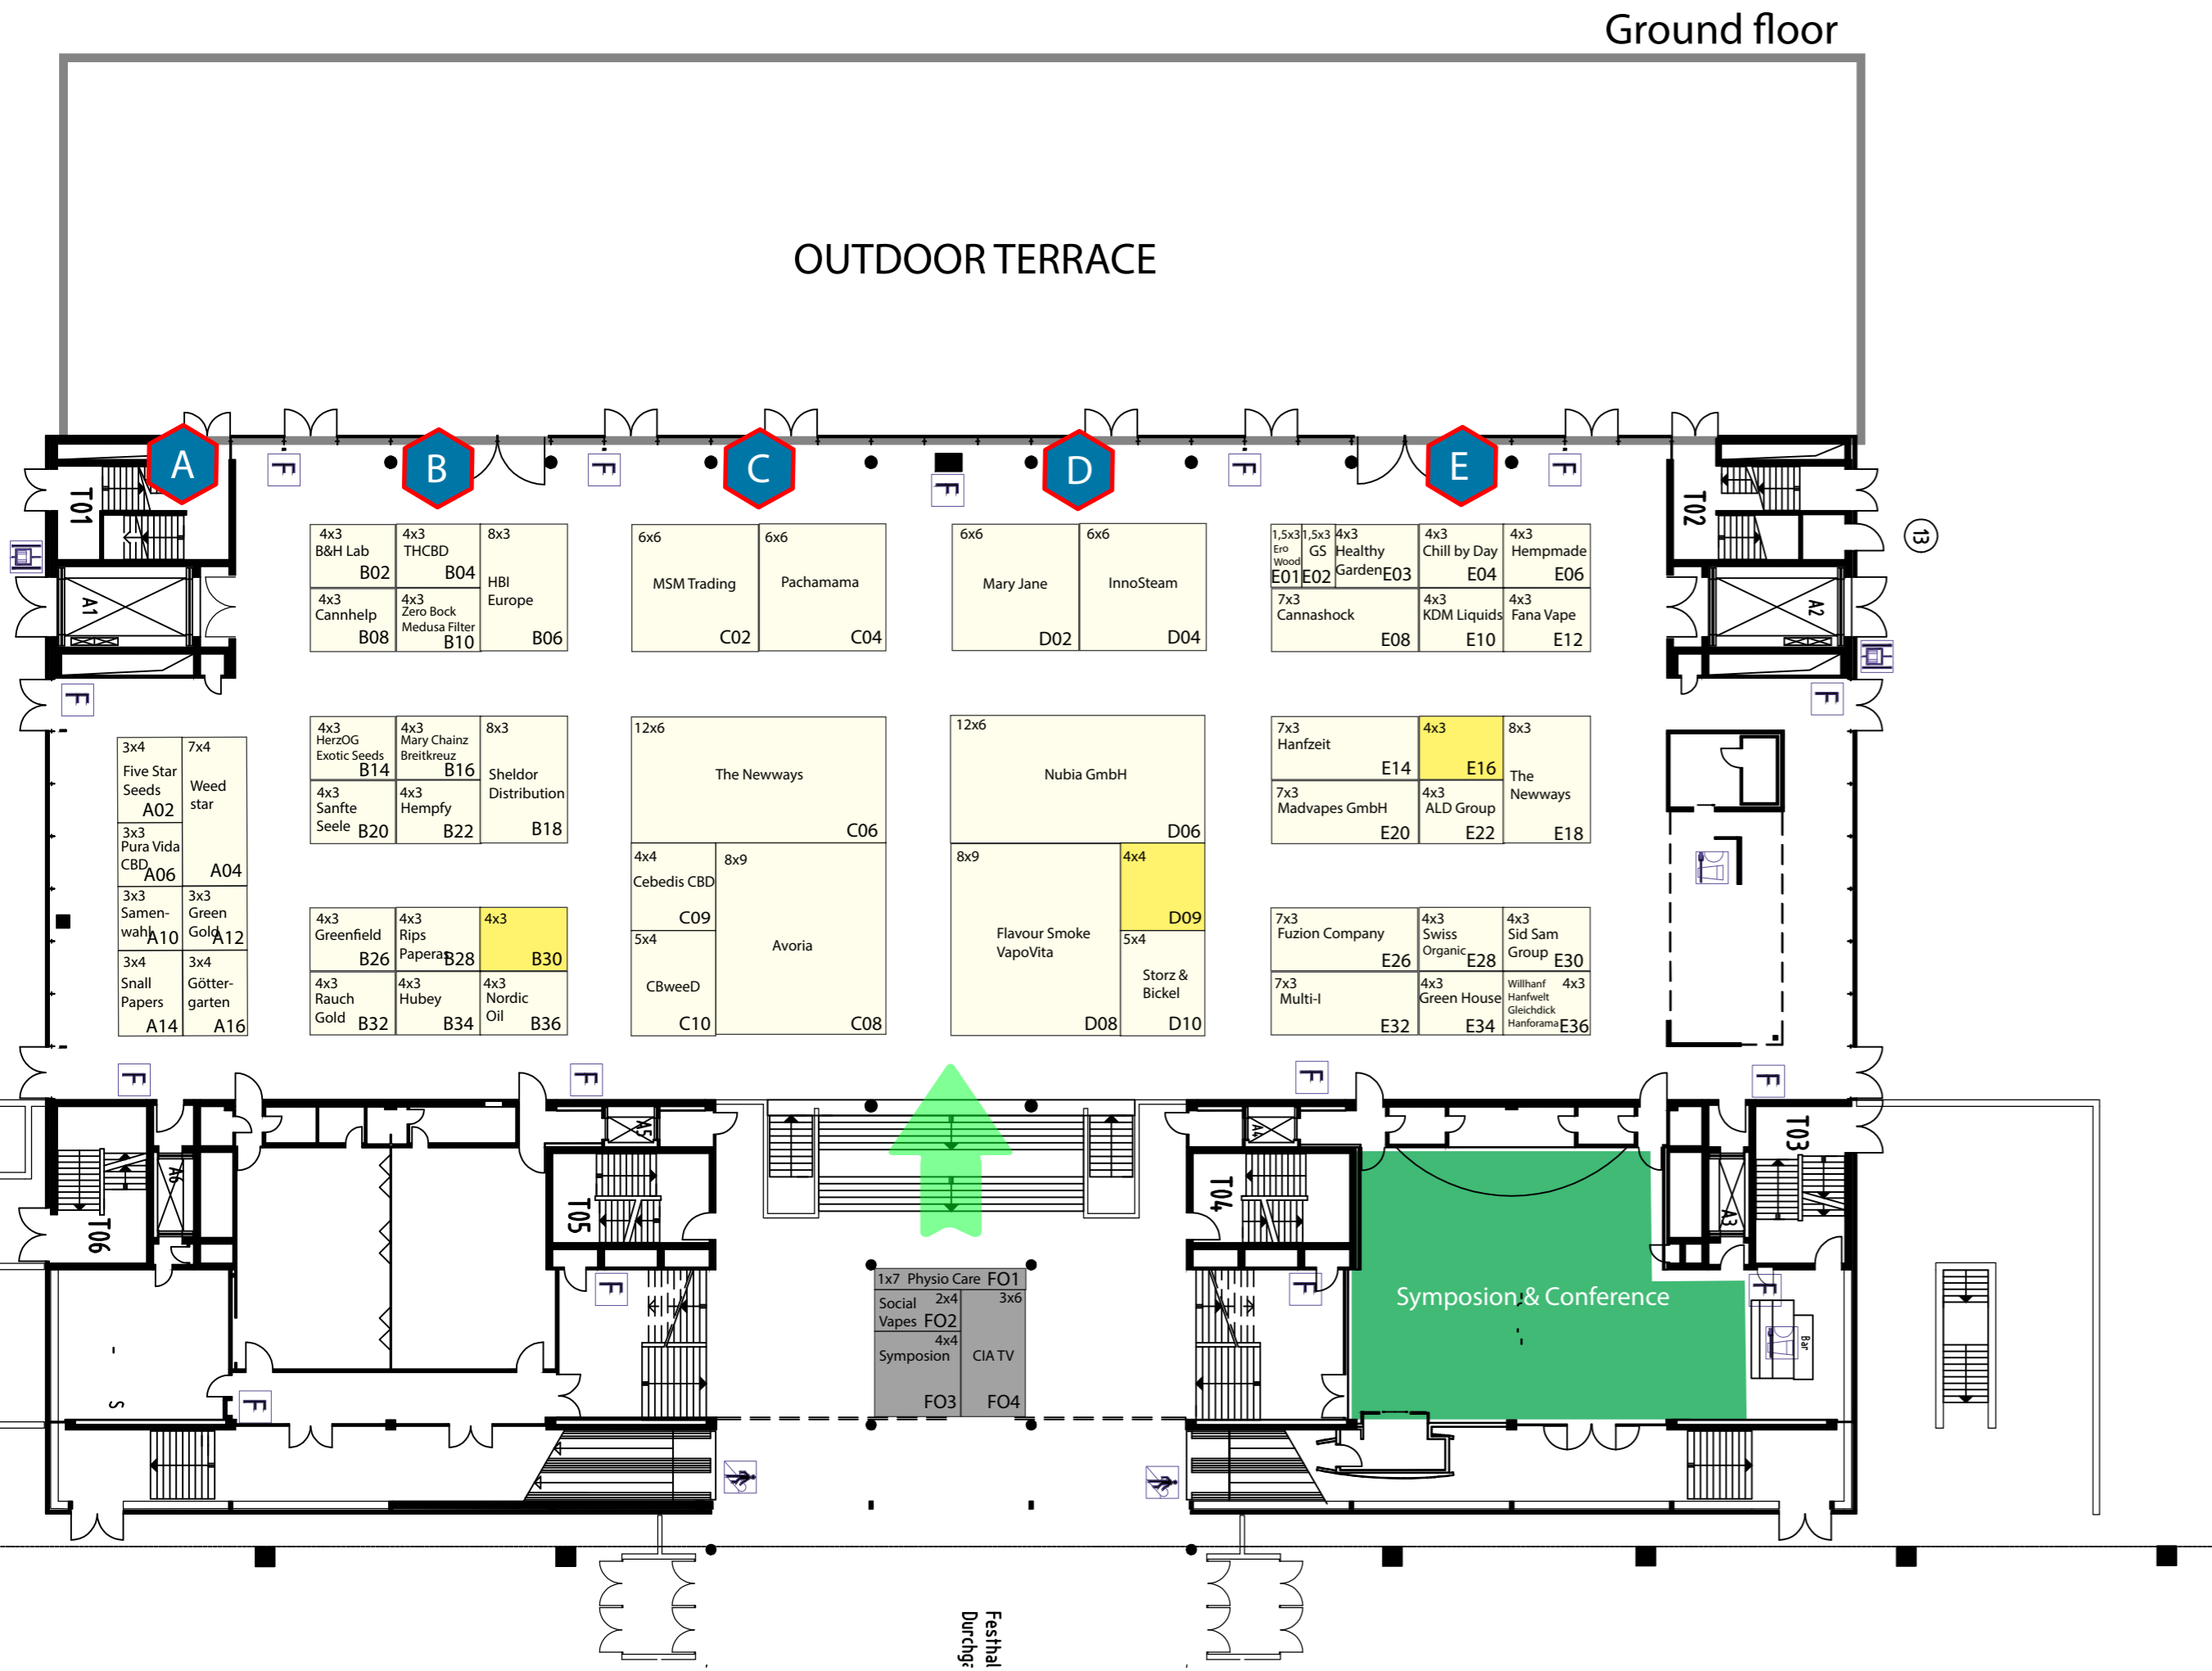 Ground floor
OUTDOOR TERRACE
A
B
C
D
E
F
F
F
F
F
T01
T02
13
A1
A2
4x3
B&H Lab
B02
4x3
THCBD
B04
8x3
HBI
Europe
B06
4x3
Cannhelp
B08
4x3
Zero Bock
Medusa Filter
B10
6x6
MSM Trading
C02
6x6
Pachamama
C04
6x6
Mary Jane
D02
6x6
InnoSteam
D04
1,5x3
Ero
Wood
E01
1,5x3
GS
E02
4x3
Healthy
Garden
E03
4x3
Chill by Day
E04
4x3
Hempmade
E06
7x3
Cannashock
E08
4x3
KDM Liquids
E10
4x3
Fana Vape
E12
F
F
3x4
Five Star
Seeds
A02
7x4
Weed
star
A04
3x3
Pura Vida
CBD
A06
3x3
Samen-
wahl
A10
3x3
Green
Gold
A12
3x4
Snall
Papers
A14
3x4
Götter-
garten
A16
4x3
HerzOG
Exotic Seeds
B14
4x3
Mary Chainz
Breitkreuz
B16
8x3
Sheldor
Distribution
B18
4x3
Sanfte
Seele
B20
4x3
Hempfy
B22
4x3
Greenfield
B26
4x3
Rips
Paperas
B28
4x3
B30
4x3
Rauch
Gold
B32
4x3
Hubey
B34
4x3
Nordic
Oil
B36
12x6
The Newways
C06
4x4
Cebedis CBD
C09
8x9
Avoria
C08
5x4
CBweeD
C10
12x6
Nubia GmbH
D06
8x9
Flavour Smoke
VapoVita
D08
4x4
D09
5x4
Storz &
Bickel
D10
7x3
Hanfzeit
E14
4x3
E16
8x3
The
Newways
E18
7x3
Madvapes GmbH
E20
4x3
ALD Group
E22
7x3
Fuzion Company
E26
4x3
Swiss
Organic
E28
4x3
Sid Sam
Group
E30
7x3
Multi-I
E32
4x3
Green House
E34
Willhanf
4x3
Hanfwelt
Gleichdick
Hanforama
E36
F
F
F
F
A5
A4
T03
A6
T05
T04
A3
T06
F
F
F
1x7 Physio Care FO1
Social
Vapes
2x4
FO2
3x6
CIA TV
FO4
4x4
Symposion
FO3
Symposion & Conference
Bar
F
S
Festhal
Durchga